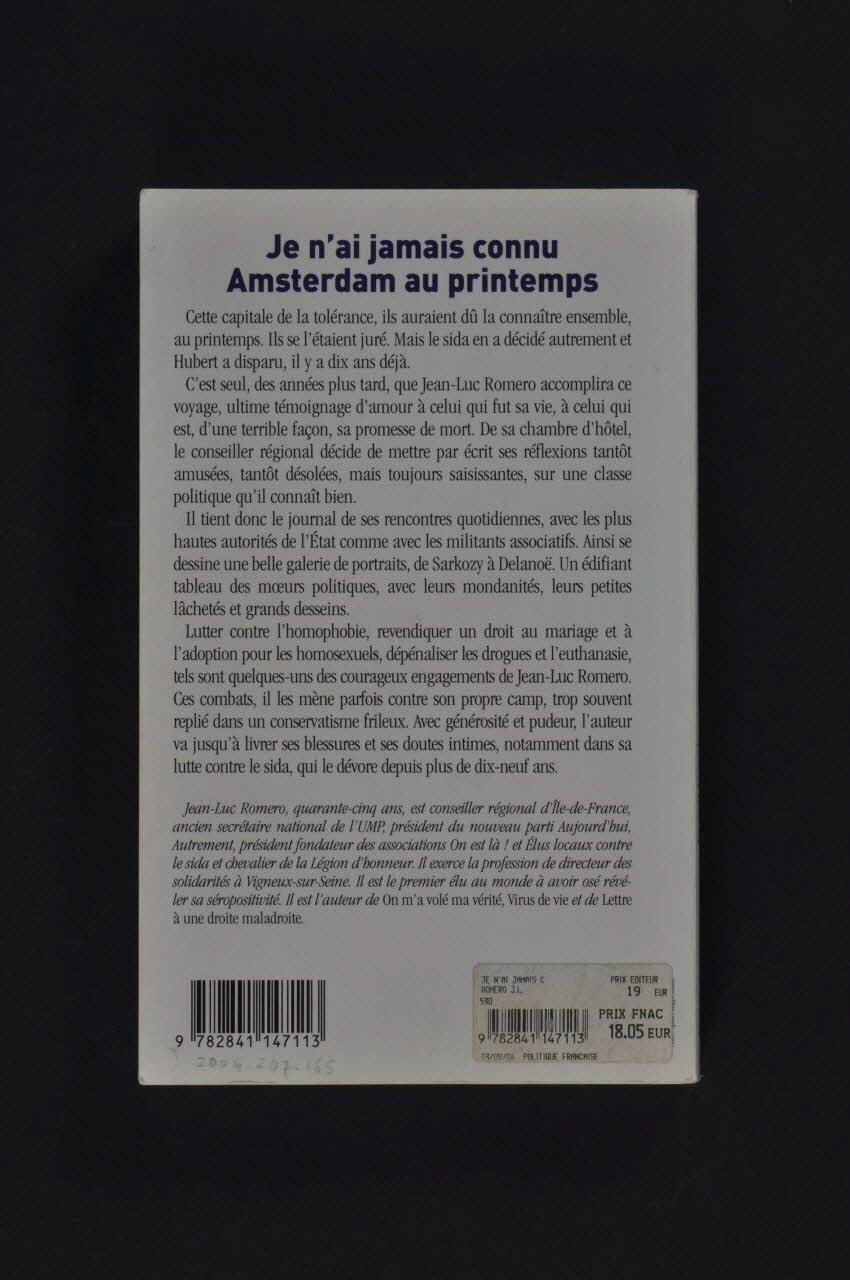 Je n'ai jamais connu
Amsterdam au printemps
Cette capitale de la tolérance, ils auraient dû la connaître ensemble,
au printemps. Ils se l'étaient juré. Mais le sida en a décidé autrement et
Hubert a disparu, il y a dix ans déjà.
C'est seul, des années plus tard, que Jean-Luc Romero accomplira ce
voyage, ultime témoignage d'amour à celui qui fut sa vie, à celui qui
est, d'une terrible façon, sa promesse de mort. De sa chambre d'hôtel,
le conseiller régional décide de mettre par écrit ses réflexions tantôt
amusées, tantôt désolées, mais toujours saisissantes, sur une classe
politique qu'il connaît bien.
Il tient donc le journal de ses rencontres quotidiennes, avec les plus
hautes autorités de l'État comme avec les militants associatifs. Ainsi se
dessine une belle galerie de portraits, de Sarkozy à Delanoë. Un édifiant
tableau des mœurs politiques, avec leurs mondanités, leurs petites
lâchetés et grands desseins.
Lutter contre l'homophobie, revendiquer un droit au mariage et à
l'adoption pour les homosexuels, dépénaliser les drogues et l'euthanasie,
tels sont quelques-uns des courageux engagements de Jean-Luc Romero.
Ces combats, il les mène parfois contre son propre camp, trop souvent
replié dans un conservatisme frileux. Avec générosité et pudeur, l'auteur
va jusqu'à livrer ses blessures et ses doutes intimes, notamment dans sa
lutte contre le sida, qui le dévore depuis plus de dix-neuf ans.
Jean-Luc Romero, quarante-cinq ans, est conseiller régional d'Île-de-France,
ancien secrétaire national de l'UMP, président du nouveau parti Aujourd'hui,
Autrement, président fondateur des associations On est là ! et Élus locaux contre
le sida et chevalier de la Légion d'honneur. Il exerce la profession de directeur des
solidarités à Vigneux-sur-Seine. Il est le premier élu au monde à avoir osé révé-
ler sa séropositivité. Il est l'auteur de On m'a volé ma vérité, Virus de vie et de Lettre
à une droite maladroite.
9 782841 147113
JE N'AI JAMAIS C PRIX EDITEUR
ROMERO J.L. 19 EUR
530
PRIX FNAC
18.05 EUR
9 782841 147113
POLITIQUE FRANCAISE